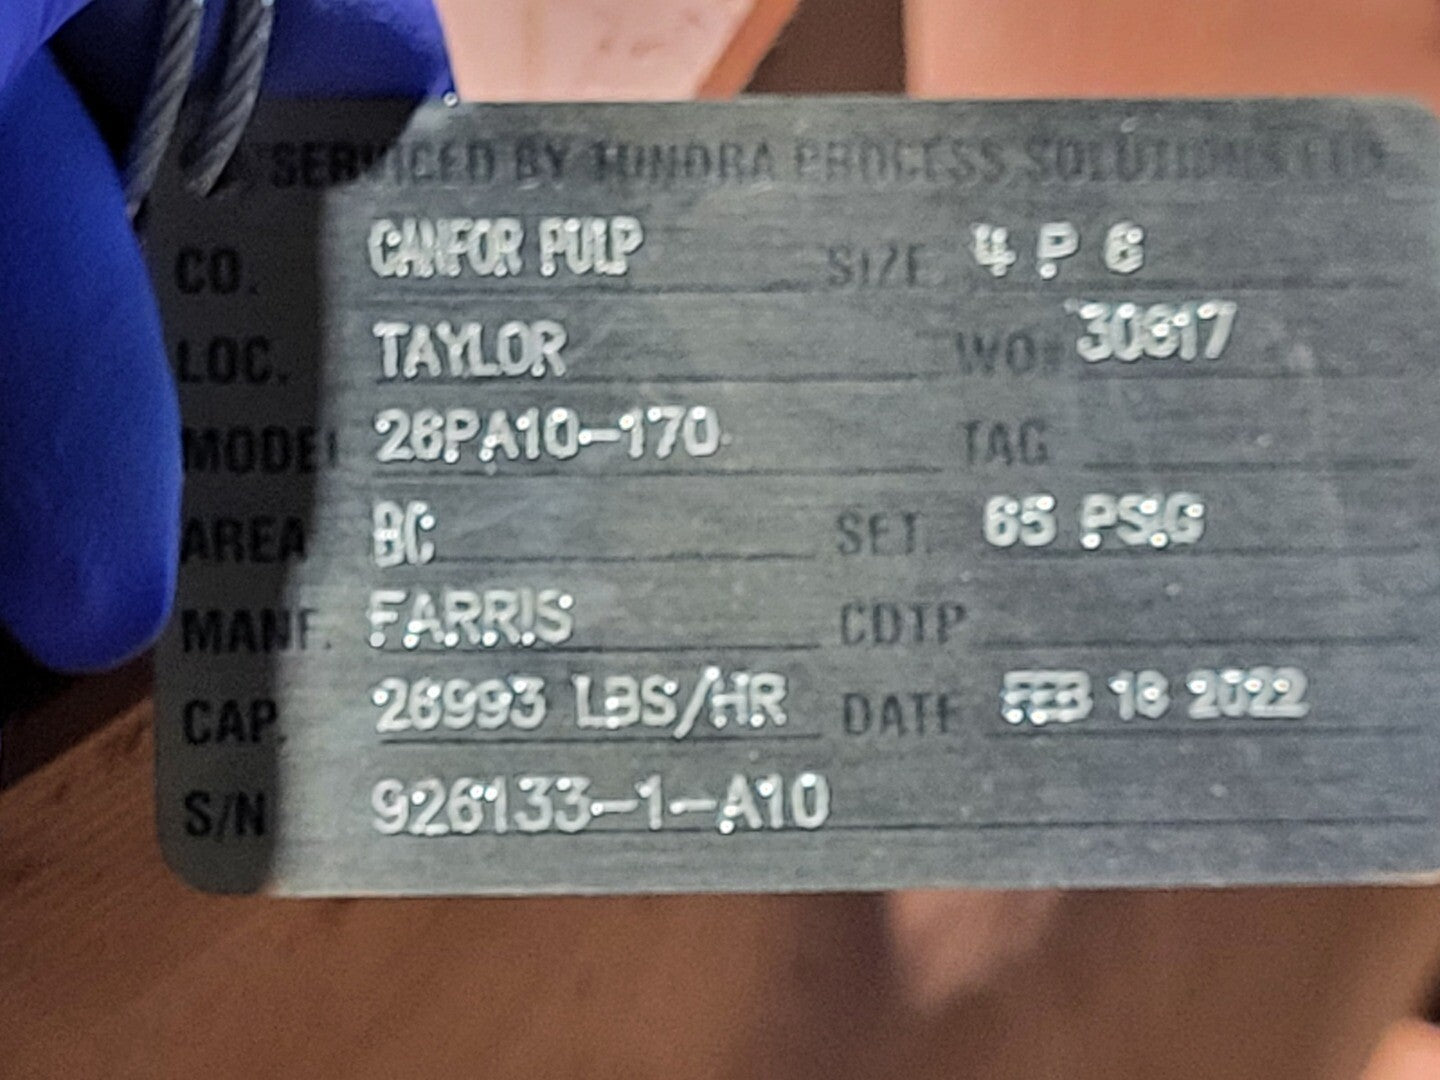 SERVICED BY TUNDRA PROCESS SOLUTIONS LTD.
CO. CANFOR PULP SIZE 4 P 6
LOC. TAYLOR WO# 30817
MODEL 26PA10-170 TAG
AREA BC SET. 65 PSIG
MANF. FARRIS CDTP
CAP. 26993 LBS/HR DATE FEB 18 2022
S/N 926133-1-A10